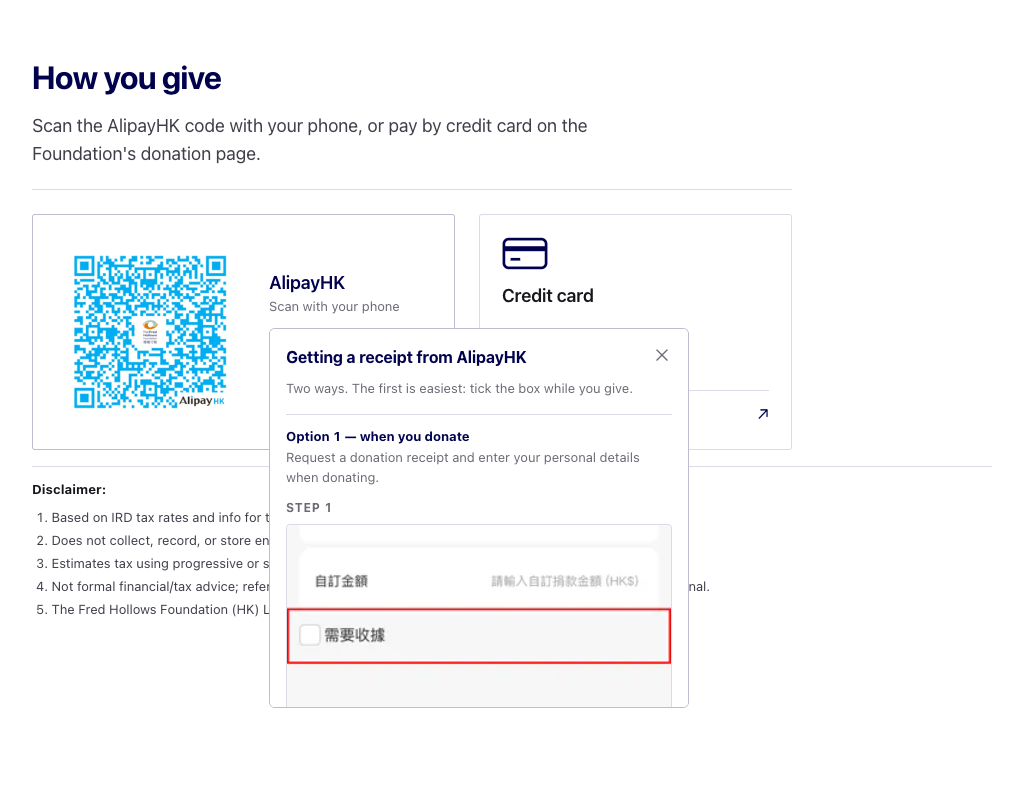 How you give
Scan the AlipayHK code with your phone, or pay by credit card on the
Foundation's donation page.
AlipayHK
Scan with your phone
Alipay HK
Credit card
Getting a receipt from AlipayHK
Two ways. The first is easiest: tick the box while you give.
Option 1 — when you donate
Request a donation receipt and enter your personal details
when donating.
STEP 1
自訂金額 請輸入自訂捐款金額 (HK$)
需要收據
Disclaimer:
1. Based on IRD tax rates and info for
2. Does not collect, record, or store
3. Estimates tax using progressive or
4. Not formal financial/tax advice;
5. The Fred Hollows Foundation (HK)